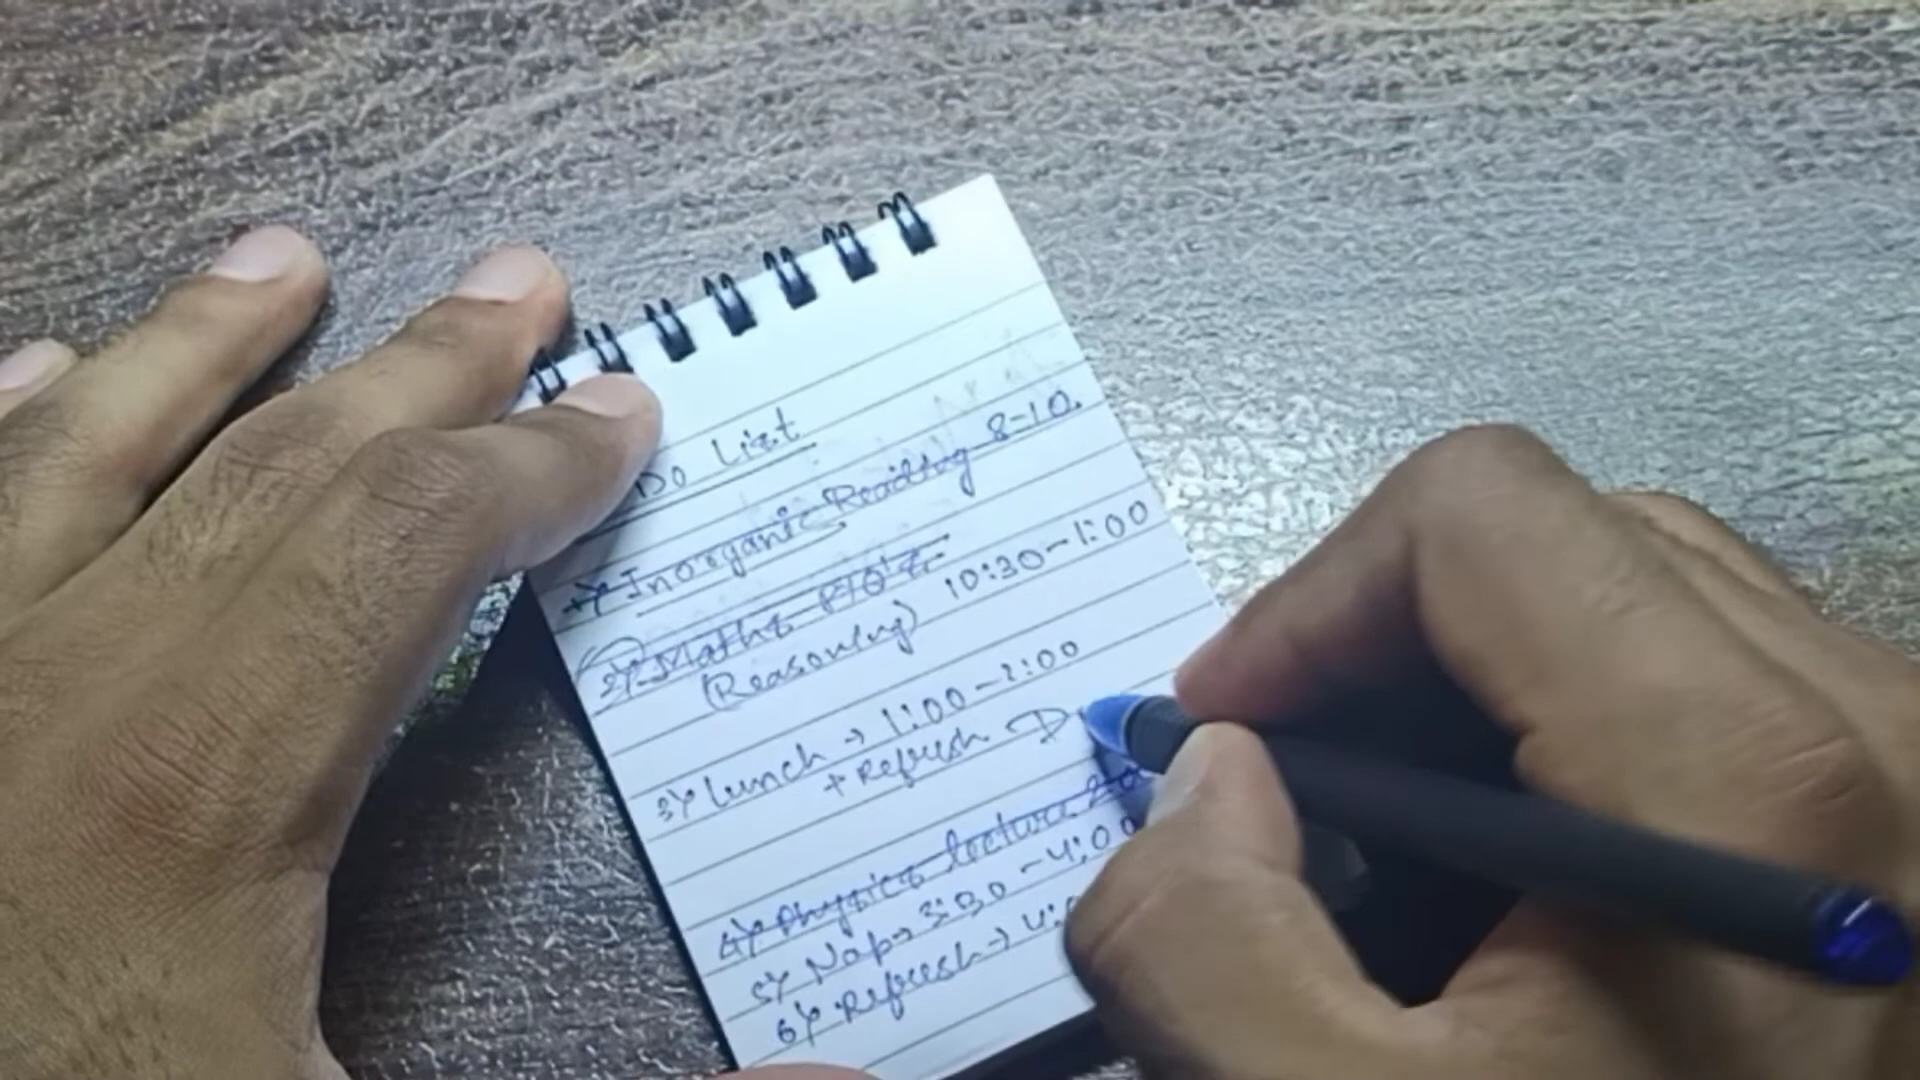 Do List
1) Inorganic Reading 8-10.
2) Maths PYQ's
(Reasoning) 10:30-1:00
3) Lunch → 1:00-2:00
+ Refresh
4) Physics lecture
5) Nap → 3:30-4:00
6) Refresh →